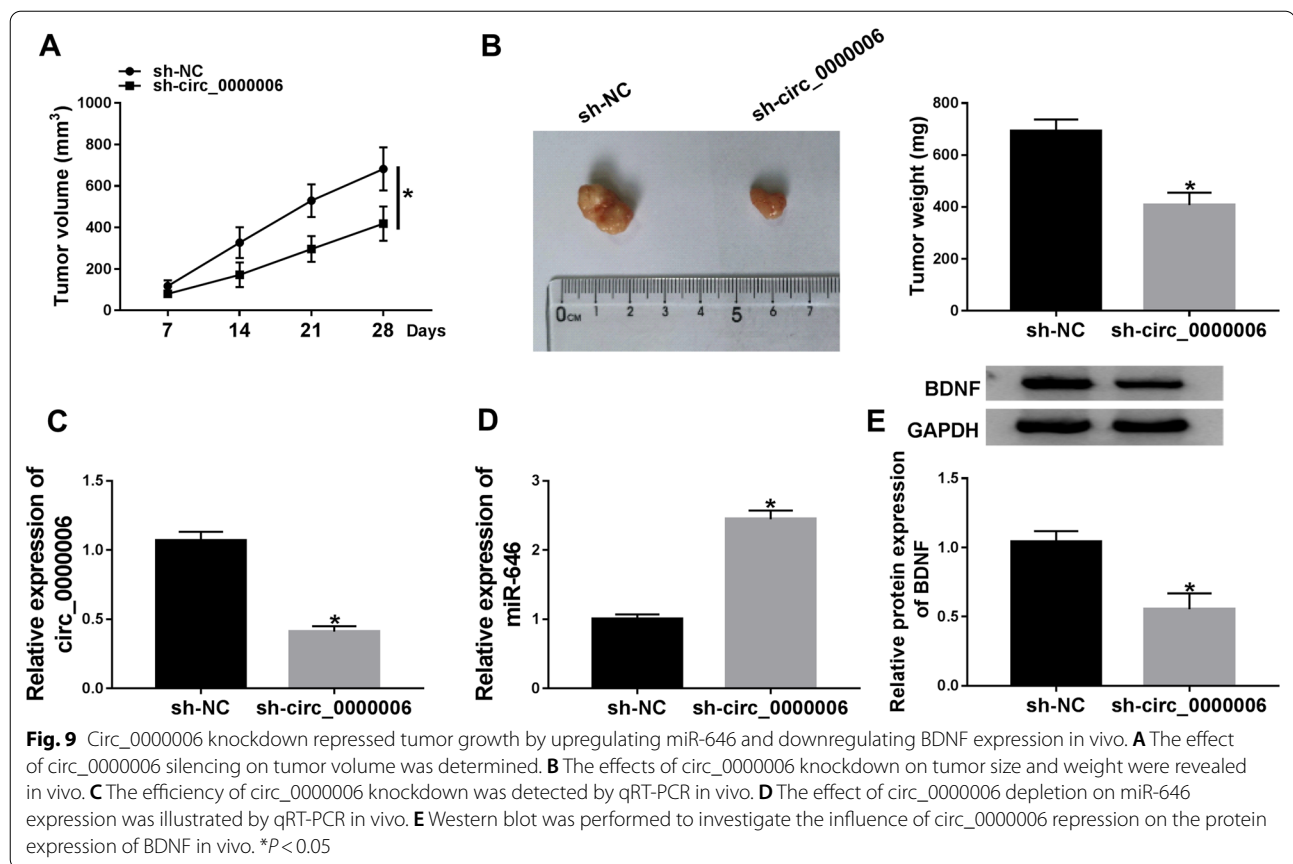 A
sh-NC
sh-circ_0000006
Tumor volume (mm³)
1000
800
600
400
200
0
7 14 21 28 Days
*
B
sh-NC
sh-circ_0000006
0CM 1 2 3 4 5 6 7
Tumor weight (mg)
800
600
400
200
0
*
sh-NC sh-circ_0000006
C
Relative expression of
circ_0000006
1.5
1.0
0.5
0.0
*
sh-NC sh-circ_0000006
D
Relative expression of
miR-646
3
2
1
0
*
sh-NC sh-circ_0000006
E
BDNF
GAPDH
Relative protein expression
of BDNF
1.5
1.0
0.5
0.0
*
sh-NC sh-circ_0000006
Fig. 9 Circ_0000006 knockdown repressed tumor growth by upregulating miR-646 and downregulating BDNF expression in vivo. A The effect
of circ_0000006 silencing on tumor volume was determined. B The effects of circ_0000006 knockdown on tumor size and weight were revealed
in vivo. C The efficiency of circ_0000006 knockdown was detected by qRT-PCR in vivo. D The effect of circ_0000006 depletion on miR-646
expression was illustrated by qRT-PCR in vivo. E Western blot was performed to investigate the influence of circ_0000006 repression on the protein
expression of BDNF in vivo. *P < 0.05